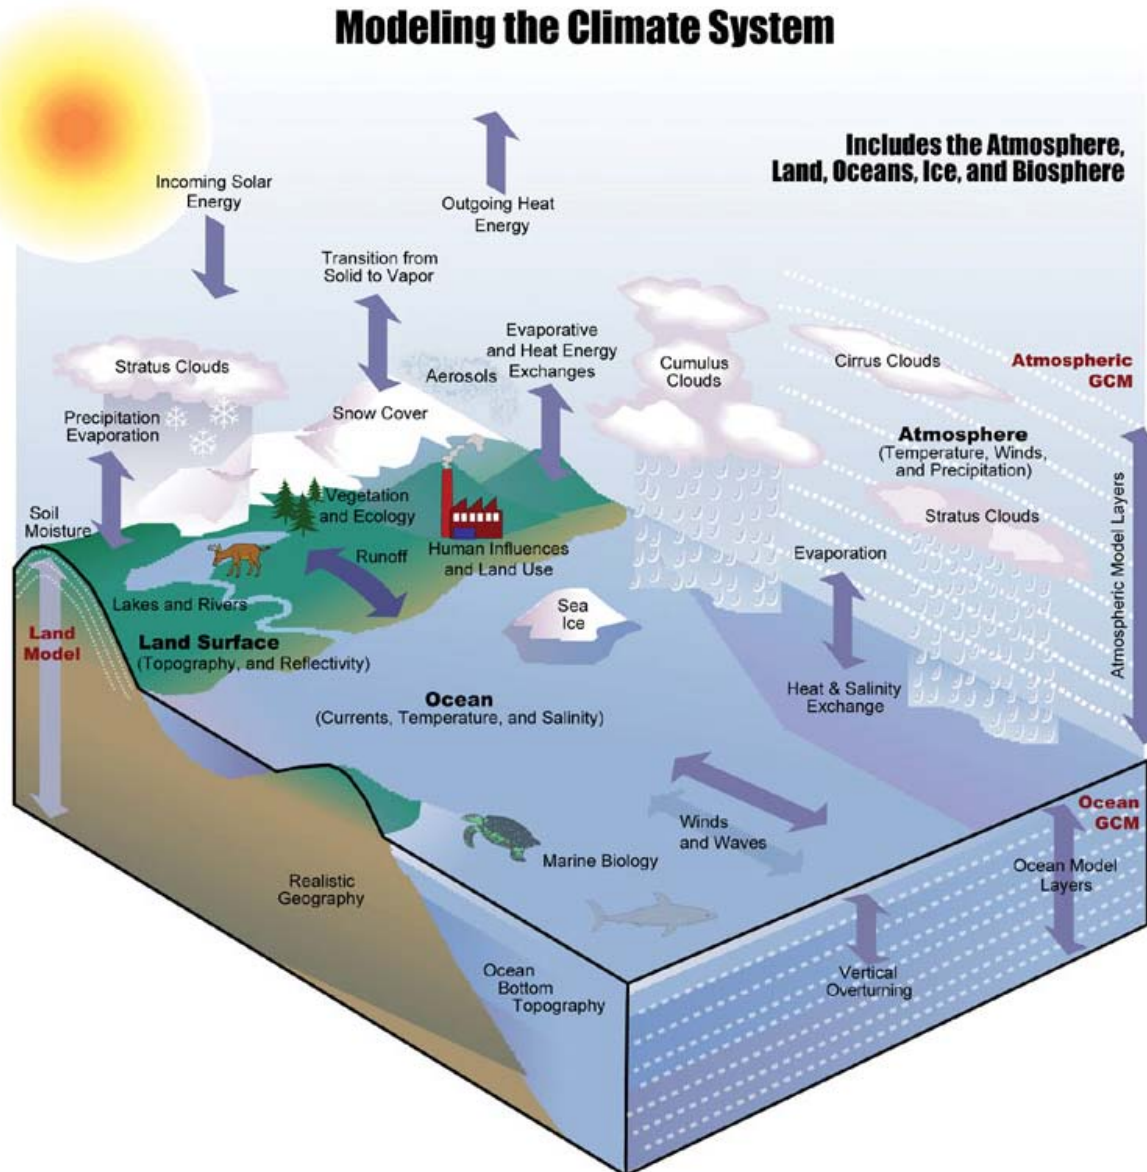 Modeling the Climate System
Includes the Atmosphere,
Land, Oceans, Ice, and Biosphere
Incoming Solar
Energy
Outgoing Heat
Energy
Transition from
Solid to Vapor
Evaporative
and Heat Energy
Exchanges
Stratus Clouds
Aerosols
Cumulus
Clouds
Cirrus Clouds
Atmospheric
GCM
Snow Cover
Precipitation
Evaporation
Atmosphere
(Temperature, Winds,
and Precipitation)
Soil
Moisture
Vegetation
and Ecology
Stratus Clouds
Atmospheric Model Layers
Runoff
Human Influences
and Land Use
Evaporation
Lakes and Rivers
Sea
Ice
Land
Model
Land Surface
(Topography, and Reflectivity)
Ocean
(Currents, Temperature, and Salinity)
Heat & Salinity
Exchange
Ocean
GCM
Winds
and Waves
Marine Biology
Ocean Model
Layers
Realistic
Geography
Ocean
Bottom
Topography
Vertical
Overturning